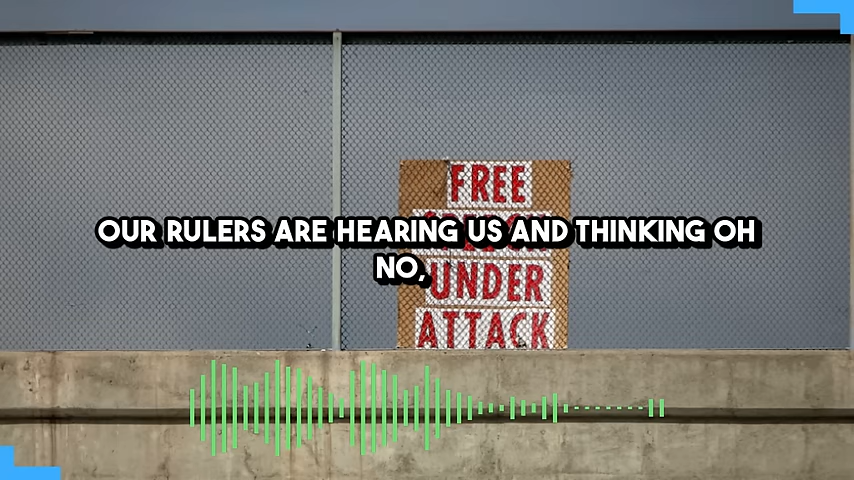 FREE
OUR RULERS ARE HEARING US AND THINKING OH
NO,
UNDER
ATTACK